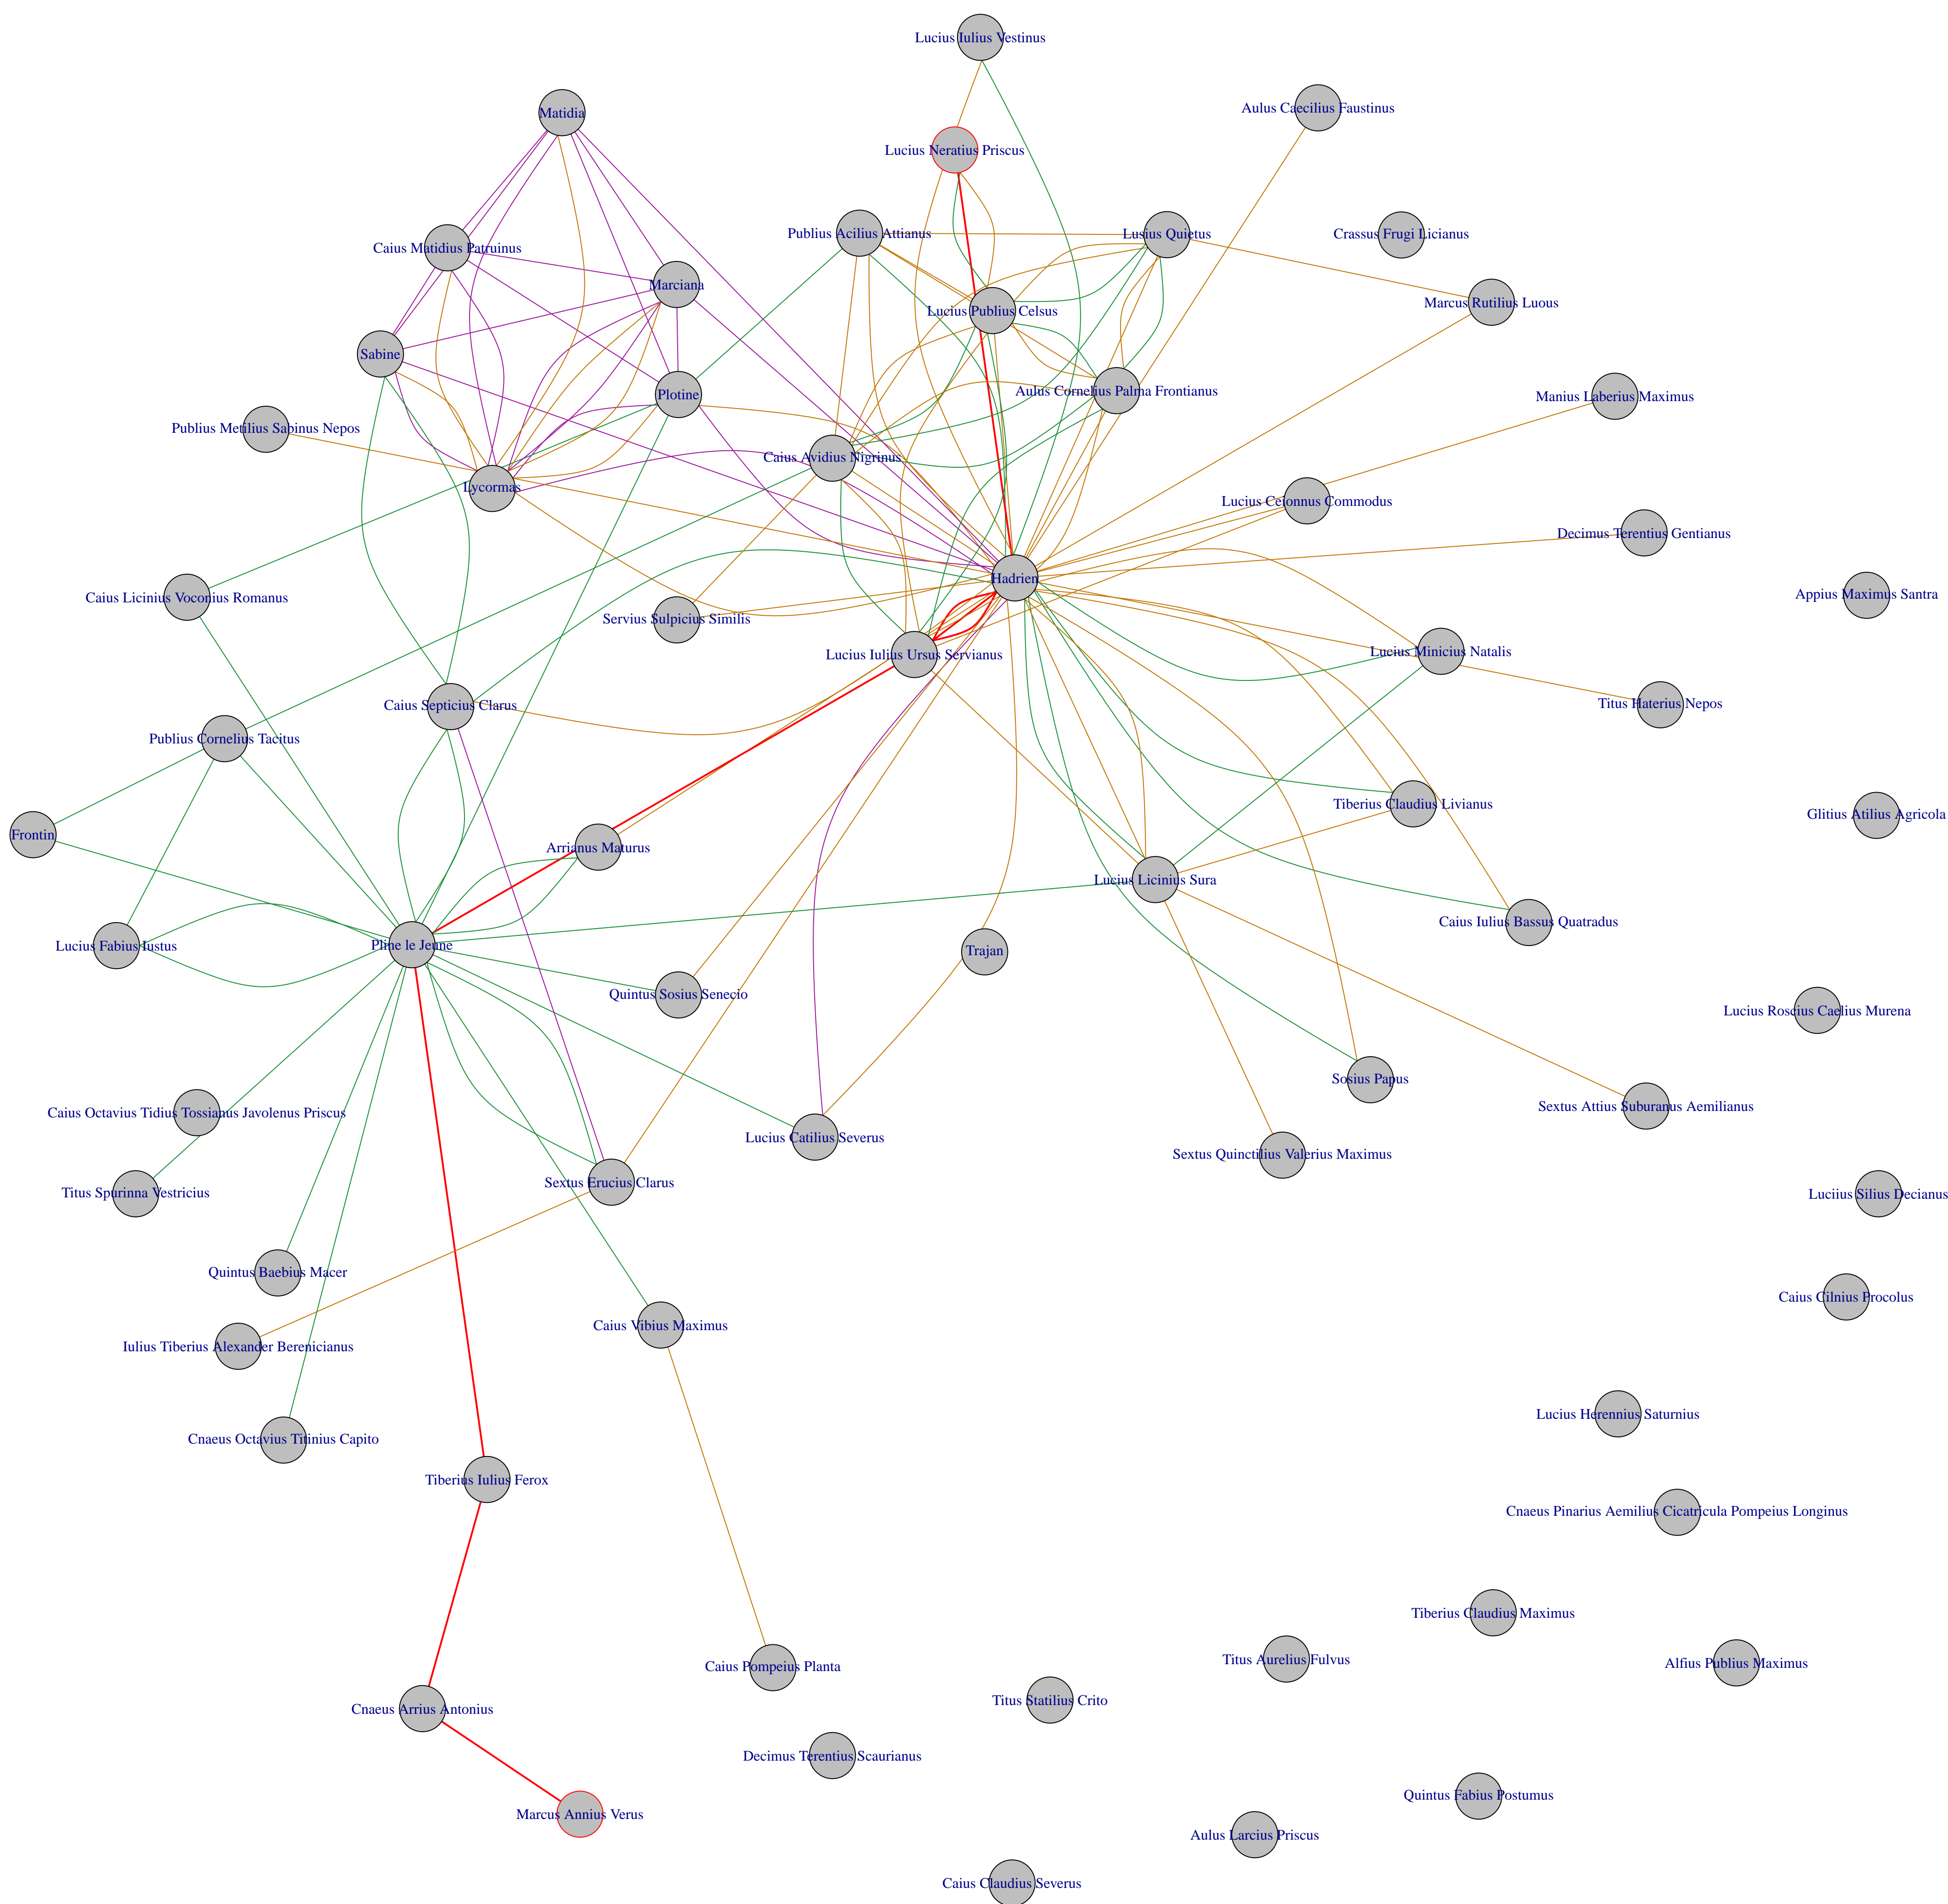 Lucius Iulius Vestinus
Aulus Caecilius Faustinus
Matidia
Lucius Neratius Priscus
Publius Acilius Attianus
Lusius Quietus
Crassus Frugi Licianus
Caius Matidius Patruinus
Marciana
Marcus Rutilius Luous
Lucius Publius Celsus
Sabine
Plotine
Aulus Cornelius Palma Frontianus
Manius Laberius Maximus
Publius Metilius Sabinus Nepos
Caius Avidius Nigrinus
Lycormas
Lucius Ceionnus Commodus
Decimus Terentius Gentianus
Hadrien
Appius Maximus Santra
Caius Licinius Voconius Romanus
Servius Sulpicius Similis
Lucius Iulius Ursus Servianus
Lucius Minicius Natalis
Caius Septicius Clarus
Titus Haterius Nepos
Publius Cornelius Tacitus
Tiberius Claudius Livianus
Glitius Atilius Agricola
Frontin
Arrianus Maturus
Lucius Licinius Sura
Caius Iulius Bassus Quatradus
Lucius Fabius Iustus
Pline le Jeune
Trajan
Quintus Sosius Senecio
Lucius Roscius Caelius Murena
Sosius Papus
Sextus Attius Suburanus Aemilianus
Caius Octavius Tidius Tossianus Javolenus Priscus
Lucius Catilius Severus
Sextus Quinctilius Valerius Maximus
Sextus Erucius Clarus
Titus Spurinna Vestricius
Luciius Silius Decianus
Quintus Baebius Macer
Caius Cilnius Procolus
Caius Vibius Maximus
Iulius Tiberius Alexander Berenicianus
Lucius Herennius Saturnius
Cnaeus Octavius Titinius Capito
Tiberius Iulius Ferox
Cnaeus Pinarius Aemilius Cicatricula Pompeius Longinus
Tiberius Claudius Maximus
Titus Aurelius Fulvus
Alfius Publius Maximus
Caius Pompeius Planta
Titus Statilius Crito
Cnaeus Arrius Antonius
Decimus Terentius Scaurianus
Quintus Fabius Postumus
Marcus Annius Verus
Aulus Larcius Priscus
Caius Claudius Severus